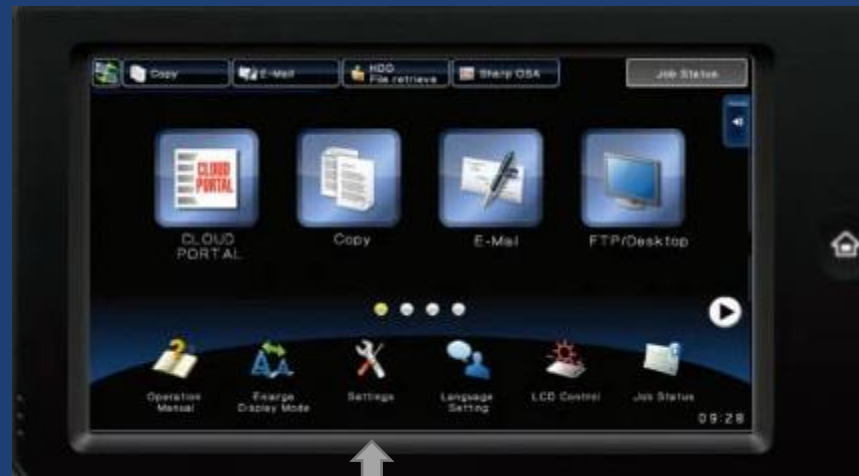 Copy
E-Mail
HDD
File retrieve
Sharp OSA
Job Status
CLOUD
PORTAL
CLOUD
PORTAL
Copy
E-Mail
FTP/Desktop
Operation
Manual
Enlarge
Display Mode
Settings
Language
Setting
LCD Control
Job Status
09:28